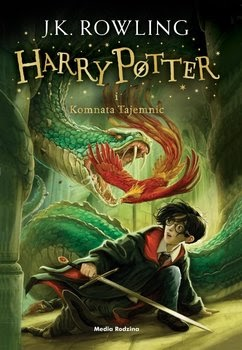 J.K. ROWLING
HARRY POTTER
i
Komnata Tajemnic
Media Rodzina